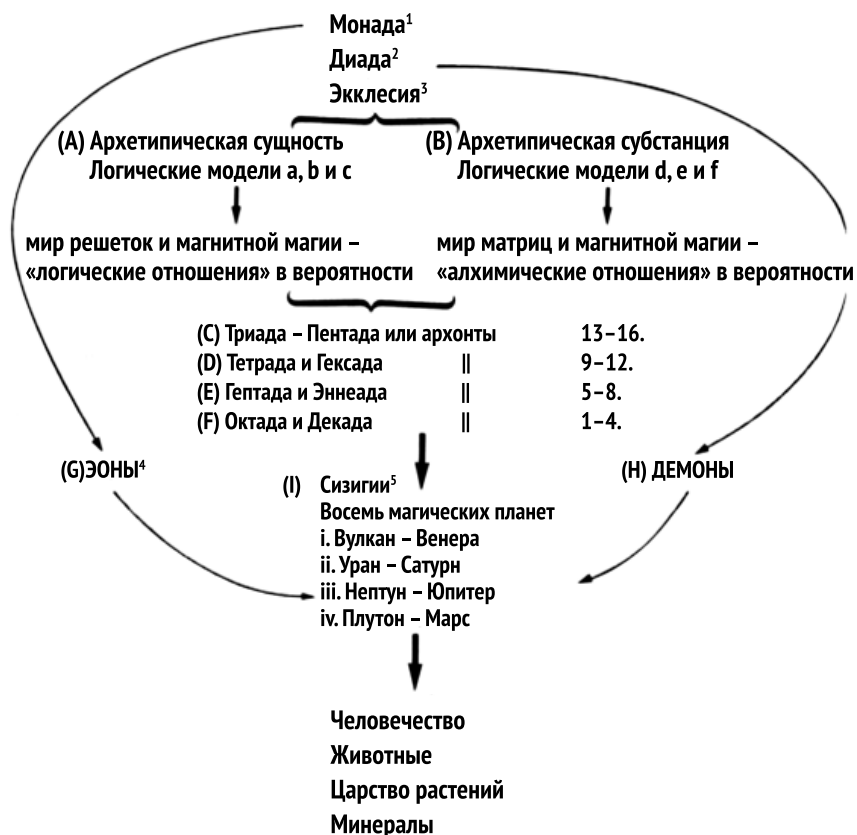 Монада¹
Диада²
Экклесия³
(A) Архетипическая сущность
Логические модели a, b и c
(B) Архетипическая субстанция
Логические модели d, e и f
мир решеток и магнитной магии –
«логические отношения» в вероятности
мир матриц и магнитной магии –
«алхимические отношения» в вероятности
(C) Триада – Пентада или архонты 13–16.
(D) Тетрада и Гексада || 9–12.
(E) Гептада и Эннеада || 5–8.
(F) Октада и Декада || 1–4.
(G)ЭОНЫ⁴
(H) ДЕМОНЫ
(I) Сизигии⁵
Восемь магических планет
i. Вулкан – Венера
ii. Уран – Сатурн
iii. Нептун – Юпитер
iv. Плутон – Марс
Человечество
Животные
Царство растений
Минералы